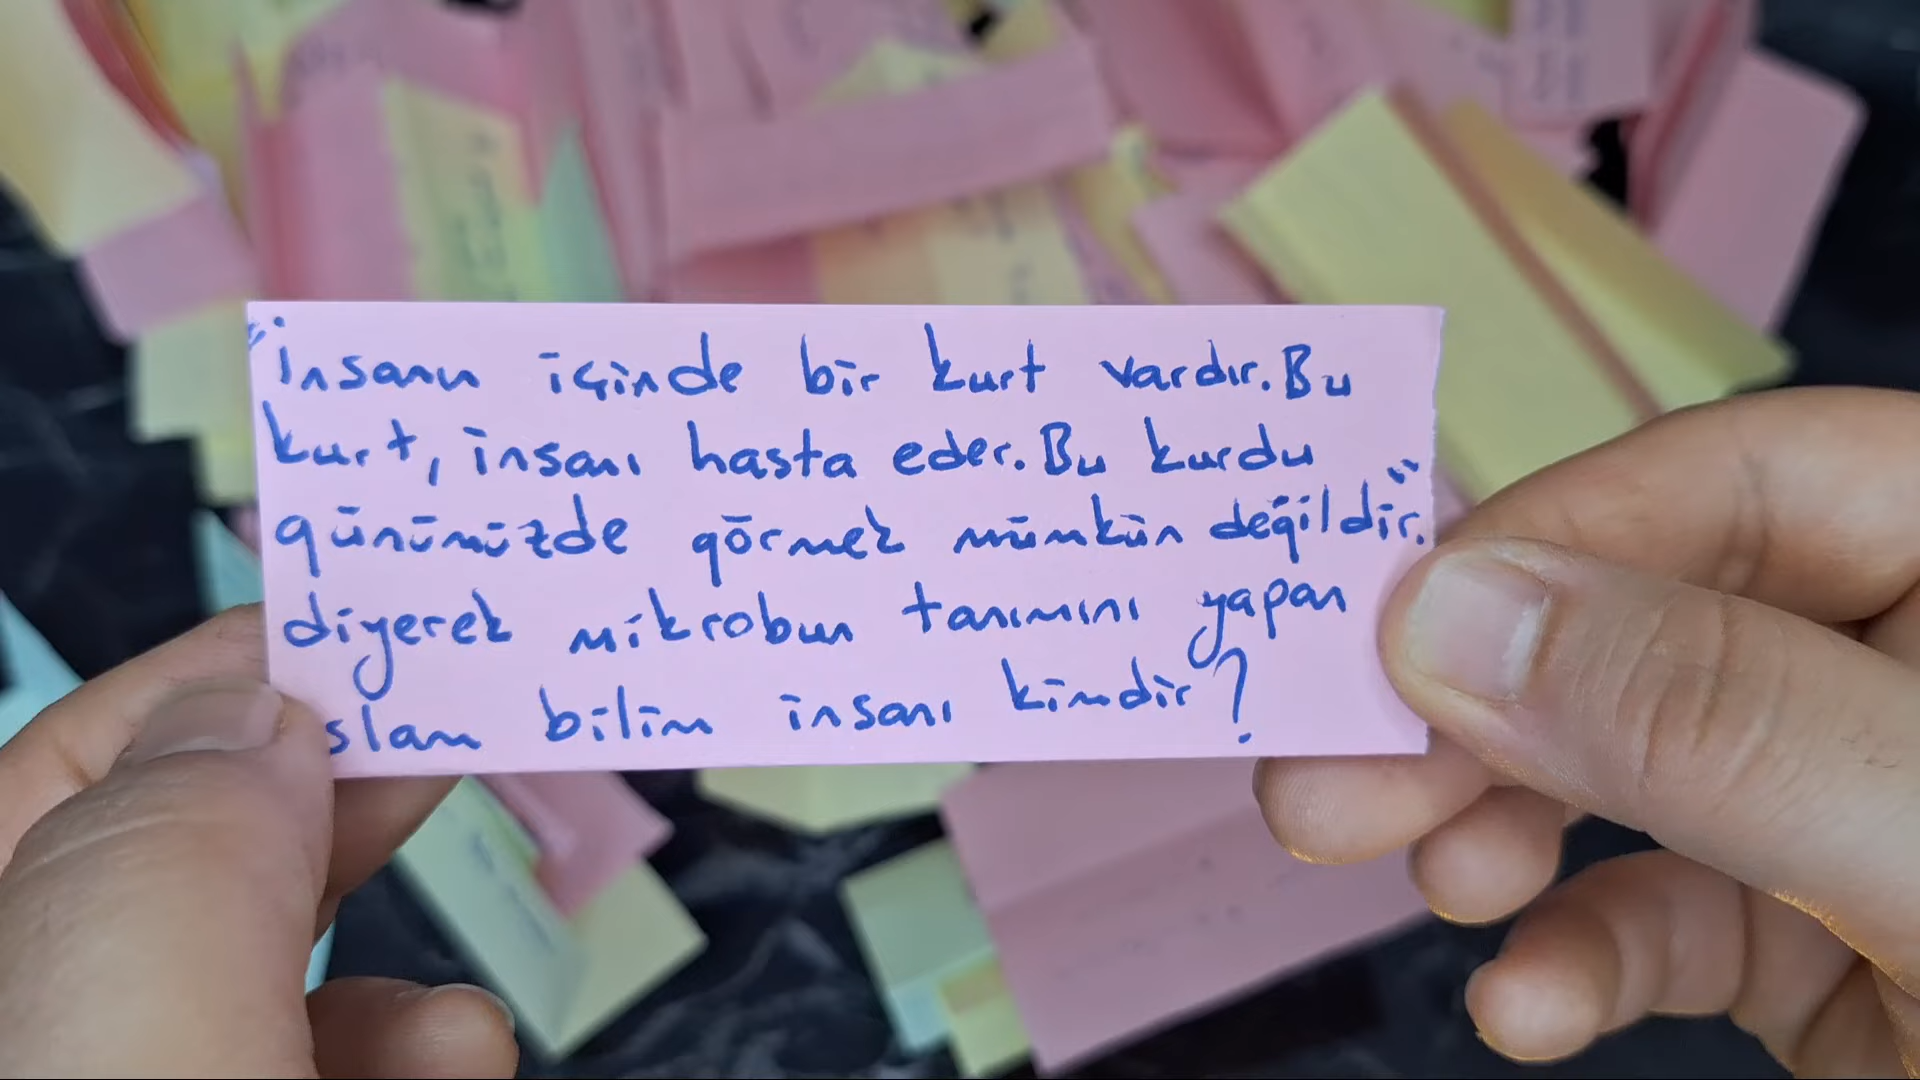 "İnsanın içinde bir kurt vardır. Bu
kurt, insanı hasta eder. Bu kurdu
günümüzde görmek mümkün değildir."
diyerek mikrobun tanımını yapan
slam bilim insanı kimdir?